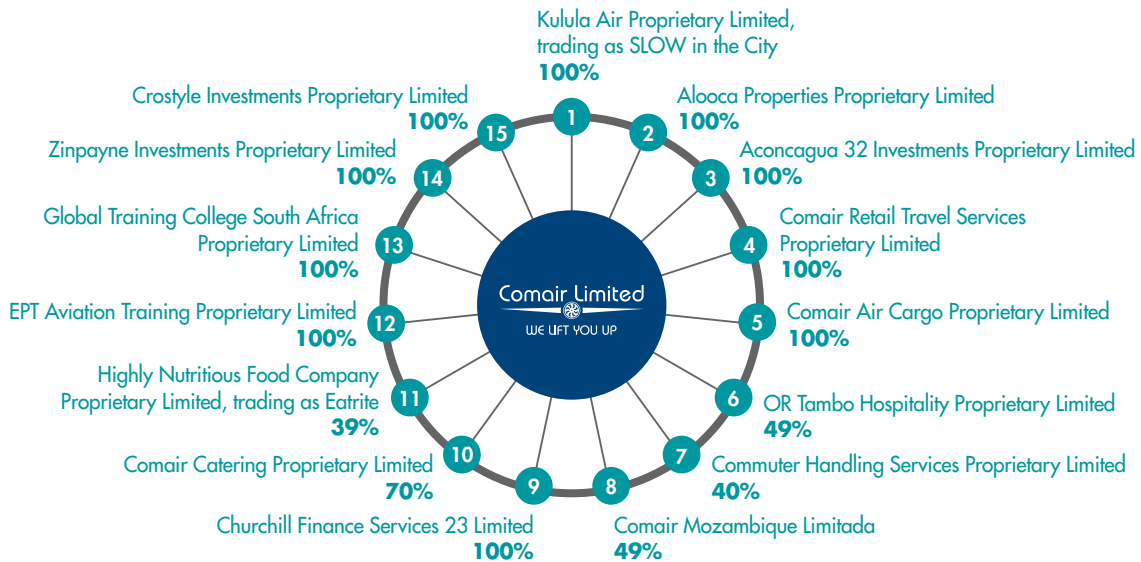 Kulula Air Proprietary Limited,
trading as SLOW in the City
100%
1
Alooca Properties Proprietary Limited
100%
2
Aconcagua 32 Investments Proprietary Limited
100%
3
Comair Retail Travel Services
Proprietary Limited
100%
4
Comair Air Cargo Proprietary Limited
100%
5
OR Tambo Hospitality Proprietary Limited
49%
6
Commuter Handling Services Proprietary Limited
40%
7
Comair Mozambique Limitada
49%
8
Churchill Finance Services 23 Limited
100%
9
Comair Catering Proprietary Limited
70%
10
Highly Nutritious Food Company
Proprietary Limited, trading as Eatrite
39%
11
EPT Aviation Training Proprietary Limited
100%
12
Global Training College South Africa
Proprietary Limited
100%
13
Zinpayne Investments Proprietary Limited
100%
14
Crostyle Investments Proprietary Limited
100%
15
Comair Limited
WE LIFT YOU UP